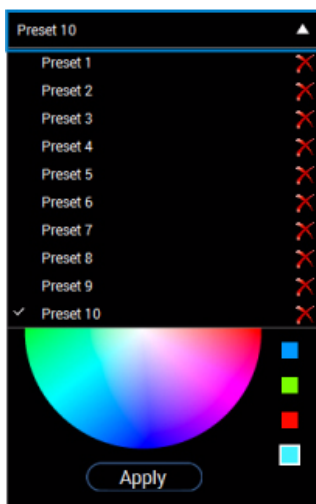 Preset 10
Preset 1
Preset 2
Preset 3
Preset 4
Preset 5
Preset 6
Preset 7
Preset 8
Preset 9
Preset 10
Apply